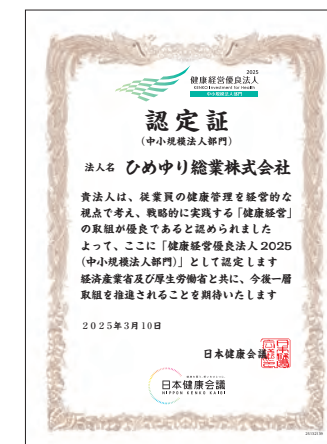 2025
健康経営優良法人
KENKO Investment for Health
中小規模法人部門
認定証
(中小規模法人部門)
法人名 ひめゆり総業株式会社
貴法人は、従業員の健康管理を経営的な
視点で考え、戦略的に実践する「健康経営」
の取組が優良であると認められました
よって、ここに「健康経営優良法人2025
(中小規模法人部門)」として認定します
経済産業省及び厚生労働省と共に、今後一層
取組を推進されることを期待いたします
2025年3月10日
日本健康会議
日本健康会議
NIPPON KENKO KAIGI